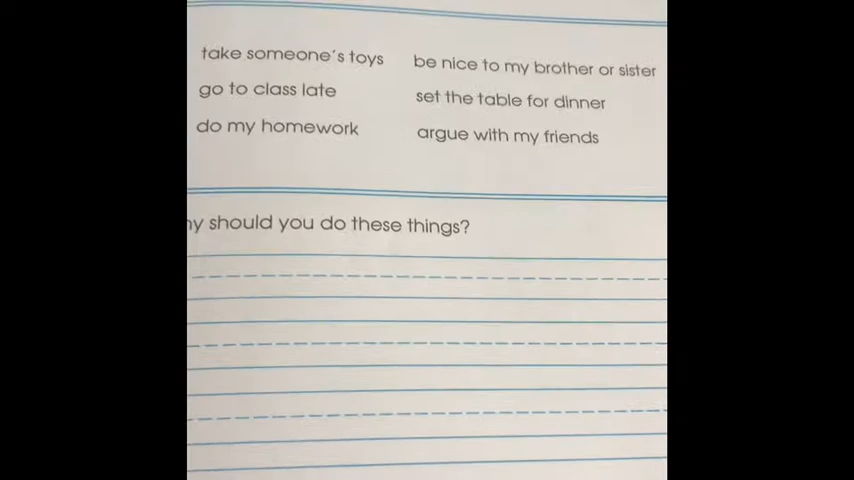 take someone's toys be nice to my brother or sister
go to class late set the table for dinner
do my homework argue with my friends
should you do these things?